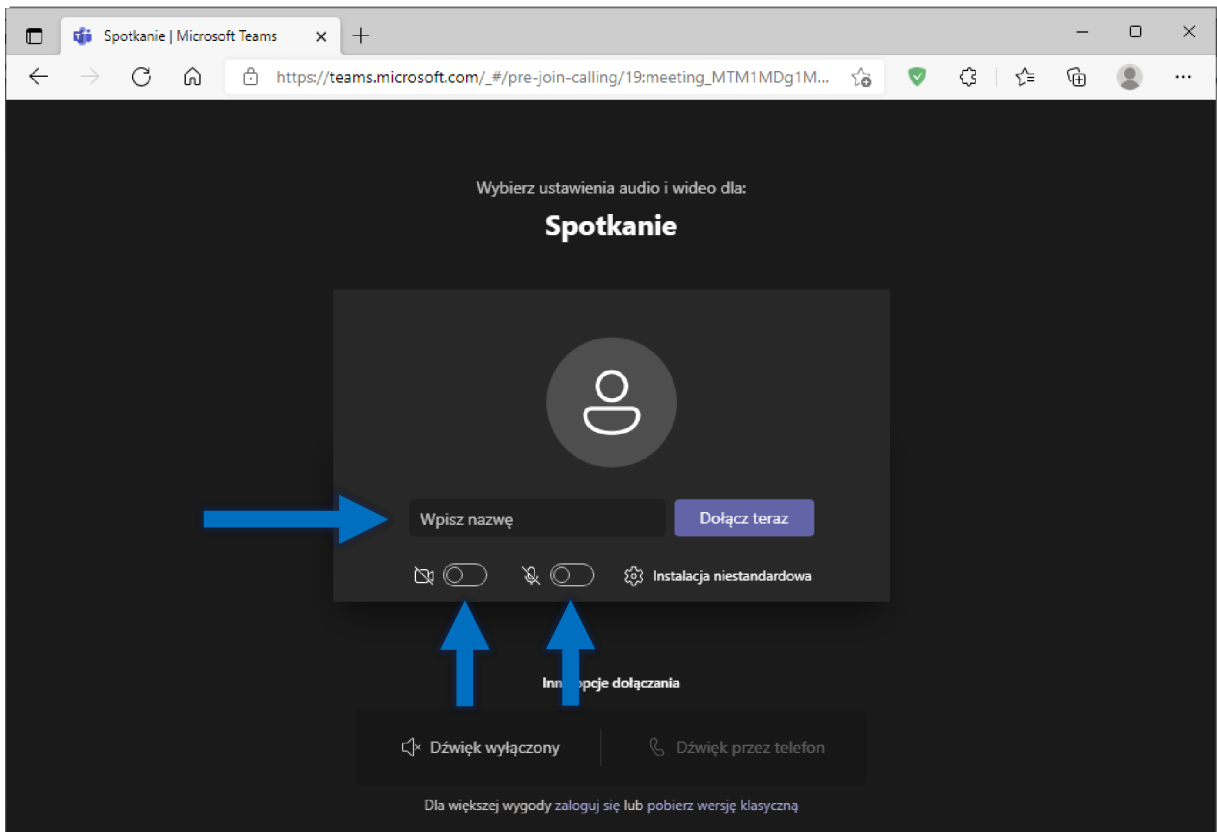 Spotkanie | Microsoft Teams
https://teams.microsoft.com/_#/pre-join-calling/19:meeting_MTM1MDg1M...
Wybierz ustawienia audio i wideo dla:
Spotkanie
Wpisz nazwę
Dołącz teraz
Instalacja niestandardowa
opcje dołączania
Dźwięk wyłączony
Dźwięk przez telefon
Dla większej wygody zaloguj się lub pobierz wersję klasyczną